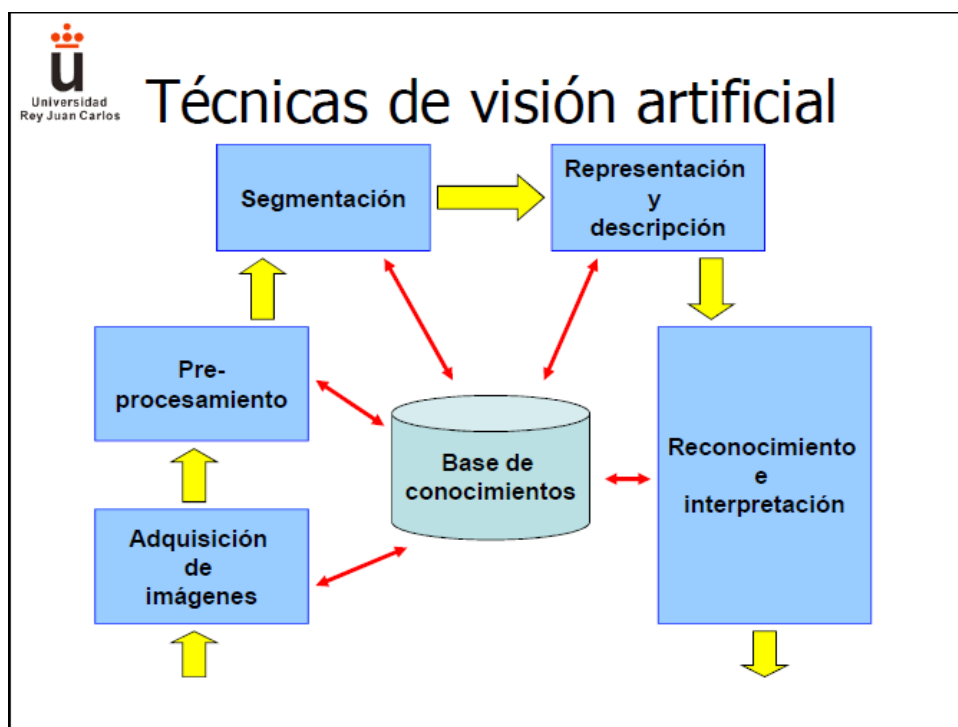 Universidad
Rey Juan Carlos
Técnicas de visión artificial
Segmentación
Representación
y
descripción
Pre-
procesamiento
Base de
conocimientos
Reconocimiento
e
interpretación
Adquisición
de
imágenes